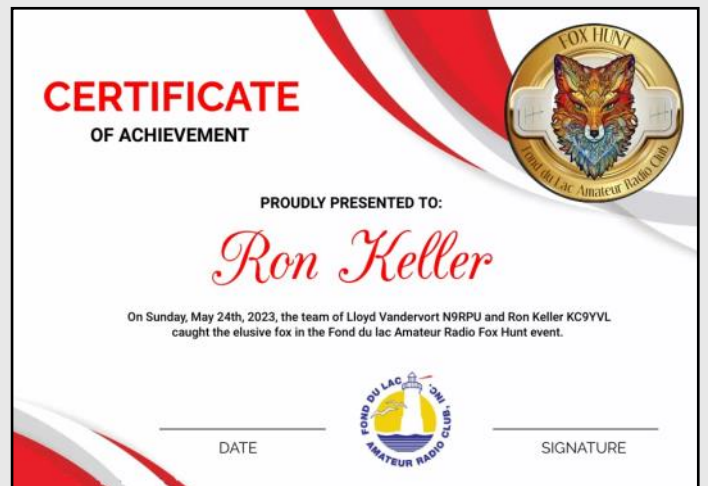 CERTIFICATE
OF ACHIEVEMENT
FOX HUNT
Fond du Lac Amateur Radio Club
PROUDLY PRESENTED TO:
Ron Keller
On Sunday, May 24th, 2023, the team of Lloyd Vandervort N9RPU and Ron Keller KC9YVL
caught the elusive fox in the Fond du lac Amateur Radio Fox Hunt event.
FOND DU LAC
AMATEUR RADIO CLUB, INC.
DATE
SIGNATURE